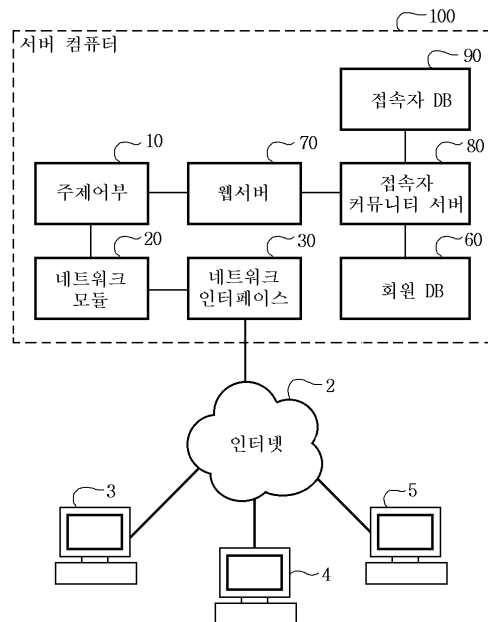 100
서버 컴퓨터
90
접속자 DB
10
70
80
주제어부
웹서버
접속자
커뮤니티 서버
20
30
60
네트워크
모듈
네트워크
인터페이스
회원 DB
2
인터넷
3
5
4